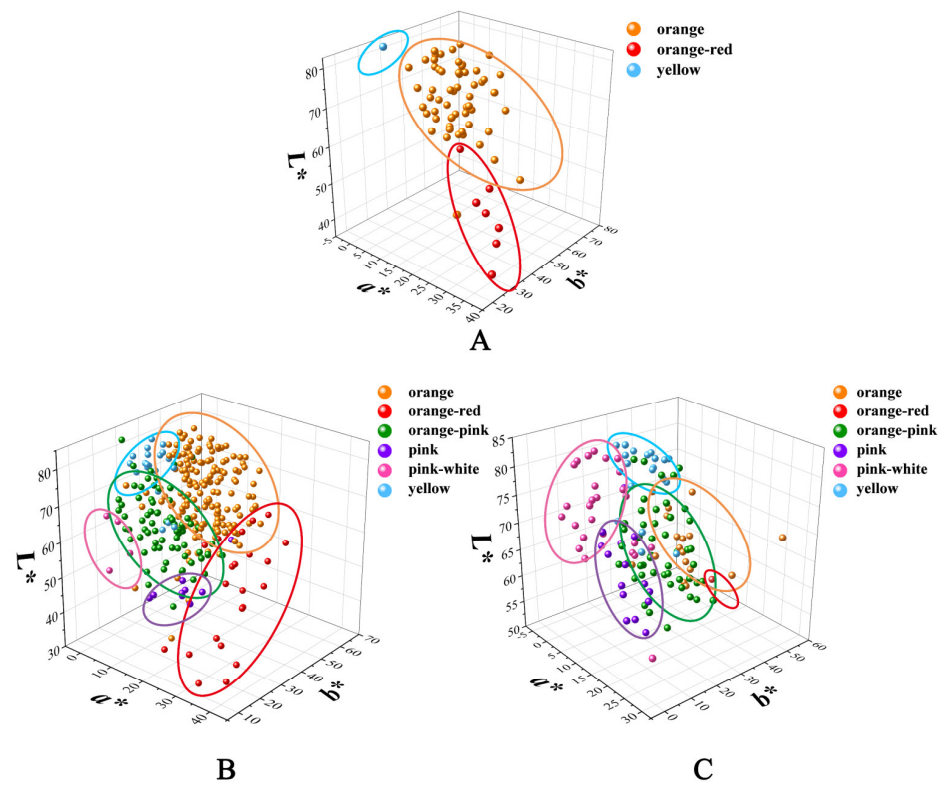 orange
orange-red
yellow
80
70
60
50
40
L*
-5
0
5
10
15
20
25
30
35
40
a*
20
30
40
50
60
70
80
b*
A
orange
orange-red
orange-pink
pink
pink-white
yellow
80
70
60
50
40
30
L*
0
10
20
30
40
a*
10
20
30
40
50
60
70
b*
B
orange
orange-red
orange-pink
pink
pink-white
yellow
85
80
75
70
65
60
55
50
L*
-5
0
5
10
15
20
25
30
a*
0
10
20
30
40
50
60
b*
C